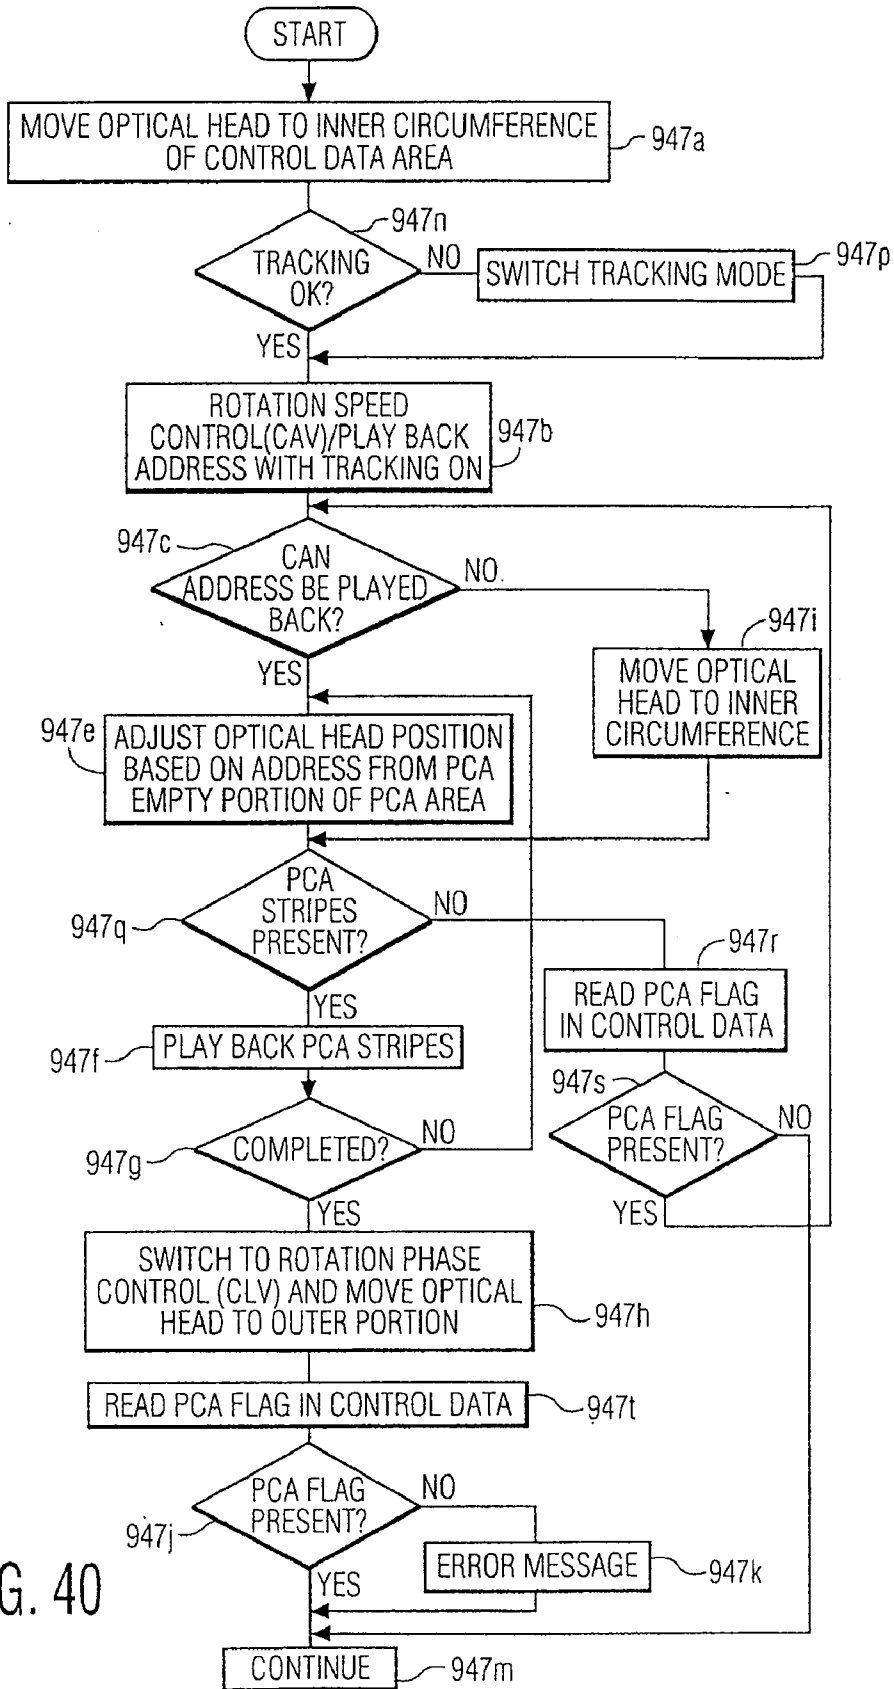 START
MOVE OPTICAL HEAD TO INNER CIRCUMFERENCE
OF CONTROL DATA AREA
947a
947n
TRACKING
OK?
NO
SWITCH TRACKING MODE
947p
YES
ROTATION SPEED
CONTROL(CAV)/PLAY BACK
ADDRESS WITH TRACKING ON
947b
947c
CAN
ADDRESS BE PLAYED
BACK?
NO
YES
947i
MOVE OPTICAL
HEAD TO INNER
CIRCUMFERENCE
947e
ADJUST OPTICAL HEAD POSITION
BASED ON ADDRESS FROM PCA
EMPTY PORTION OF PCA AREA
PCA
STRIPES
PRESENT?
947q
NO
YES
947r
READ PCA FLAG
IN CONTROL DATA
PLAY BACK PCA STRIPES
947f
947s
PCA FLAG
PRESENT?
NO
YES
COMPLETED?
947g
NO
YES
SWITCH TO ROTATION PHASE
CONTROL (CLV) AND MOVE OPTICAL
HEAD TO OUTER PORTION
947h
READ PCA FLAG IN CONTROL DATA
947t
PCA FLAG
PRESENT?
947j
NO
YES
ERROR MESSAGE
947k
G. 40
CONTINUE
947m